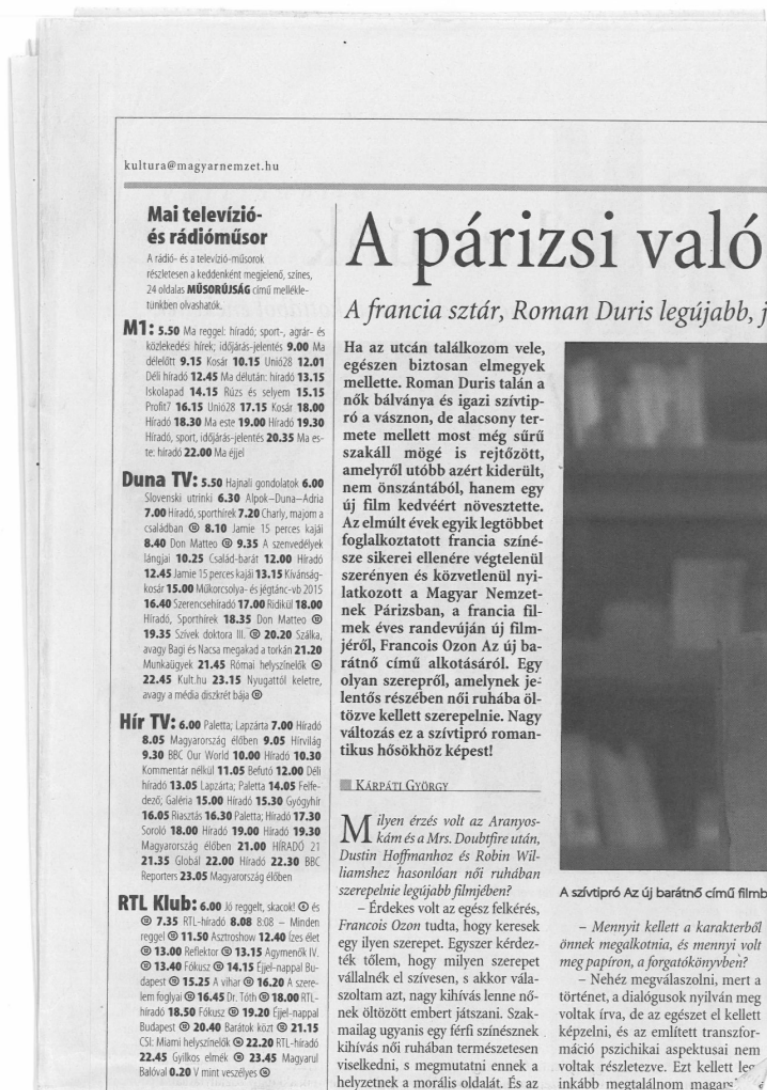 kultura@magyarnemzet.hu
Mai televízió-
és rádióműsor
A rádió- és a televízió-műsorok
részletesen a keddenként megjelenő, színes,
24 oldalas MŰSORÚJSÁG című mellékle-
tünkben olvashatók.
M1: 5.50 Ma reggel: híradó; sport-, agrár- és
közlekedési hírek; időjárás-jelentés 9.00 Ma
délelőtt 9.15 Kosár 10.15 Unió28 12.01
Déli híradó 12.45 Ma délután: híradó 13.15
Iskolapad 14.15 Rúzs és selyem 15.15
Profit7 16.15 Unió28 17.15 Kosár 18.00
Híradó 18.30 Ma este 19.00 Híradó 19.30
Híradó, sport, időjárás-jelentés 20.35 Ma es-
te: híradó 22.00 Ma éjjel
Duna TV: 5.50 Hajnali gondolatok 6.00
Slovenski utrinki 6.30 Alpok–Duna–Adria
7.00 Híradó, sporthírek 7.20 Charly, majom a
családban 8.10 Jamie 15 perces kajái
8.40 Don Matteo 9.35 A szenvedélyek
lángjai 10.25 Család-barát 12.00 Híradó
12.45 Jamie 15 perces kajái 13.15 Kívánság-
kosár 15.00 Műkorcsolya- és jégtánc-vb 2015
16.40 Szerencsehíradó 17.00 Ridikül 18.00
Híradó, Sporthírek 18.35 Don Matteo
19.35 Szívek doktora III. 20.20 Szálka,
avagy Bagi és Nacsa megakad a torkán 21.20
Munkaügyek 21.45 Római helyszínelők
22.45 Kult.hu 23.15 Nyugattól keletre,
avagy a média diszkrét bája
Hír TV: 6.00 Paletta; Lapzárta 7.00 Híradó
8.05 Magyarország élőben 9.05 Hírvilág
9.30 BBC Our World 10.00 Híradó 10.30
Kommentár nélkül 11.05 Befutó 12.00 Déli
híradó 13.05 Lapzárta; Paletta 14.05 Felfe-
dező; Galéria 15.00 Híradó 15.30 Gyógyhír
16.05 Riasztás 16.30 Paletta; Híradó 17.30
Soroló 18.00 Híradó 19.00 Híradó 19.30
Magyarország élőben 21.00 HÍRADÓ 21
21.35 Globál 22.00 Híradó 22.30 BBC
Reporters 23.05 Magyarország élőben
RTL Klub: 6.00 Jó reggelt, skacok! és
7.35 RTL-híradó 8.08 8:08 – Minden
reggel 11.50 Asztroshow 12.40 Ízes élet
13.00 Reflektor 13.15 Agymenők IV.
13.40 Fókusz 14.15 Éjjel-nappal Bu-
dapest 15.25 A vihar 16.20 A szere-
lem foglyai 16.45 Dr. Tóth 18.00 RTL-
híradó 18.50 Fókusz 19.20 Éjjel-nappal
Budapest 20.40 Barátok közt 21.15
CSI: Miami helyszínelők 22.20 RTL-híradó
22.45 Gyilkos elmék 23.45 Magyarul
Balóval 0.20 V mint veszélyes
A párizsi való
A francia sztár, Roman Duris legújabb, j
Ha az utcán találkozom vele,
egészen biztosan elmegyek
mellette. Roman Duris talán a
nők bálványa és igazi szívtip-
ró a vásznon, de alacsony ter-
mete mellett most még sűrű
szakáll mögé is rejtőzött,
amelyről utóbb azért kiderült,
nem önszántából, hanem egy
új film kedvéért növesztette.
Az elmúlt évek egyik legtöbbet
foglalkoztatott francia színé-
sze sikerei ellenére végtelenül
szerényen és közvetlenül nyi-
latkozott a Magyar Nemzet-
nek Párizsban, a francia fil-
mek éves randevúján új film-
jéről, Francois Ozon Az új ba-
rátnő című alkotásáról. Egy
olyan szerepről, amelynek je-
lentős részében női ruhába öl-
tözve kellett szerepelnie. Nagy
változás ez a szívtipró roman-
tikus hősökhöz képest!
KÁRPÁTI GYÖRGY
Milyen érzés volt az Aranyos-
kám és a Mrs. Doubtfire után,
Dustin Hoffmanhoz és Robin Wil-
liamshez hasonlóan női ruhában
szerepelnie legújabb filmjében?
– Érdekes volt az egész felkérés,
Francois Ozon tudta, hogy keresek
egy ilyen szerepet. Egyszer kérdez-
ték tőlem, hogy milyen szerepet
vállalnék el szívesen, s akkor vála-
szoltam azt, nagy kihívás lenne nő-
nek öltözött embert játszani. Szak-
mailag ugyanis egy férfi színésznek
kihívás női ruhában természetesen
viselkedni, s megmutatni ennek a
helyzetnek a morális oldalát. És az
A szívtipró Az új barátnő című filmb
– Mennyit kellett a karakterből
önnek megalkotnia, és mennyi volt
meg papíron, a forgatókönyvben?
– Nehéz megválaszolni, mert a
történet, a dialógusok nyilván meg
voltak írva, de az egészet el kellett
képzelni, és az említett transzfor-
máció pszichikai aspektusai nem
voltak részletezve. Ezt kellett
inkább megtalálnom